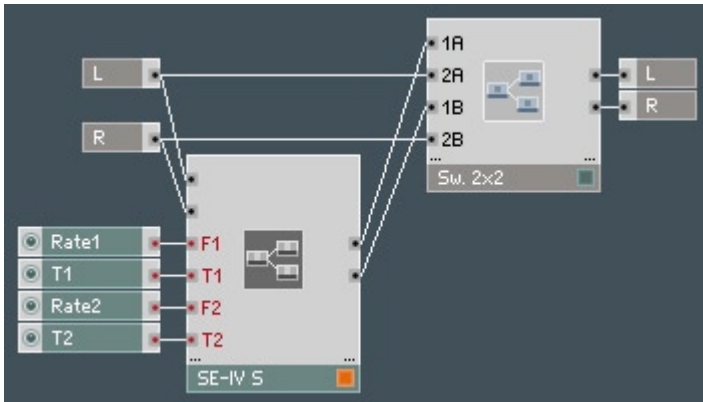 1A
L
2A
L
1B
R
R
2B
...
...
Sw. 2x2
Rate1
F1
T1
T1
Rate2
F2
T2
T2
...
...
SE-IV S